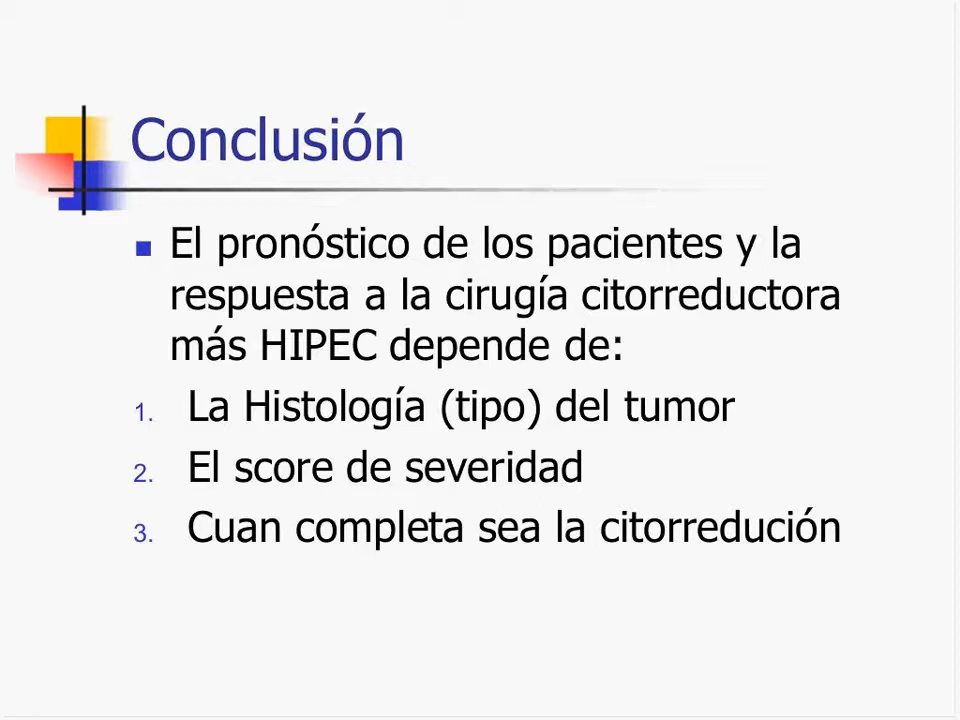 Conclusión
El pronóstico de los pacientes y la
respuesta a la cirugía citorreductora
más HIPEC depende de:
1. La Histología (tipo) del tumor
2. El score de severidad
3. Cuan completa sea la citorredución